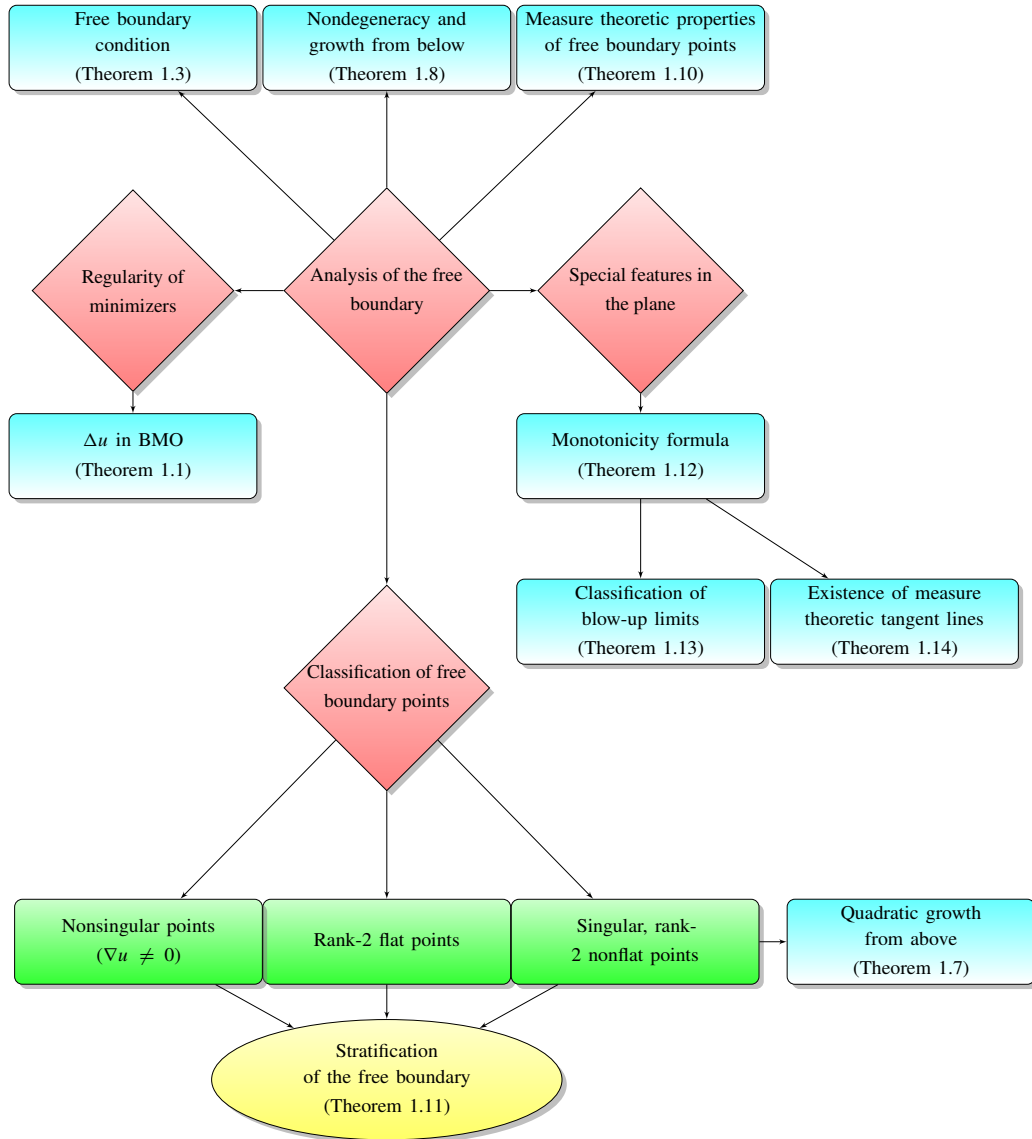 Free boundary
condition
(Theorem 1.3)
Nondegeneracy and
growth from below
(Theorem 1.8)
Measure theoretic properties
of free boundary points
(Theorem 1.10)
Regularity of
minimizers
Analysis of the free
boundary
Special features in
the plane
Δu in BMO
(Theorem 1.1)
Monotonicity formula
(Theorem 1.12)
Classification of
blow-up limits
(Theorem 1.13)
Existence of measure
theoretic tangent lines
(Theorem 1.14)
Classification of free
boundary points
Nonsingular points
(∇u ≠ 0)
Rank-2 flat points
Singular, rank-
2 nonflat points
Quadratic growth
from above
(Theorem 1.7)
Stratification
of the free boundary
(Theorem 1.11)